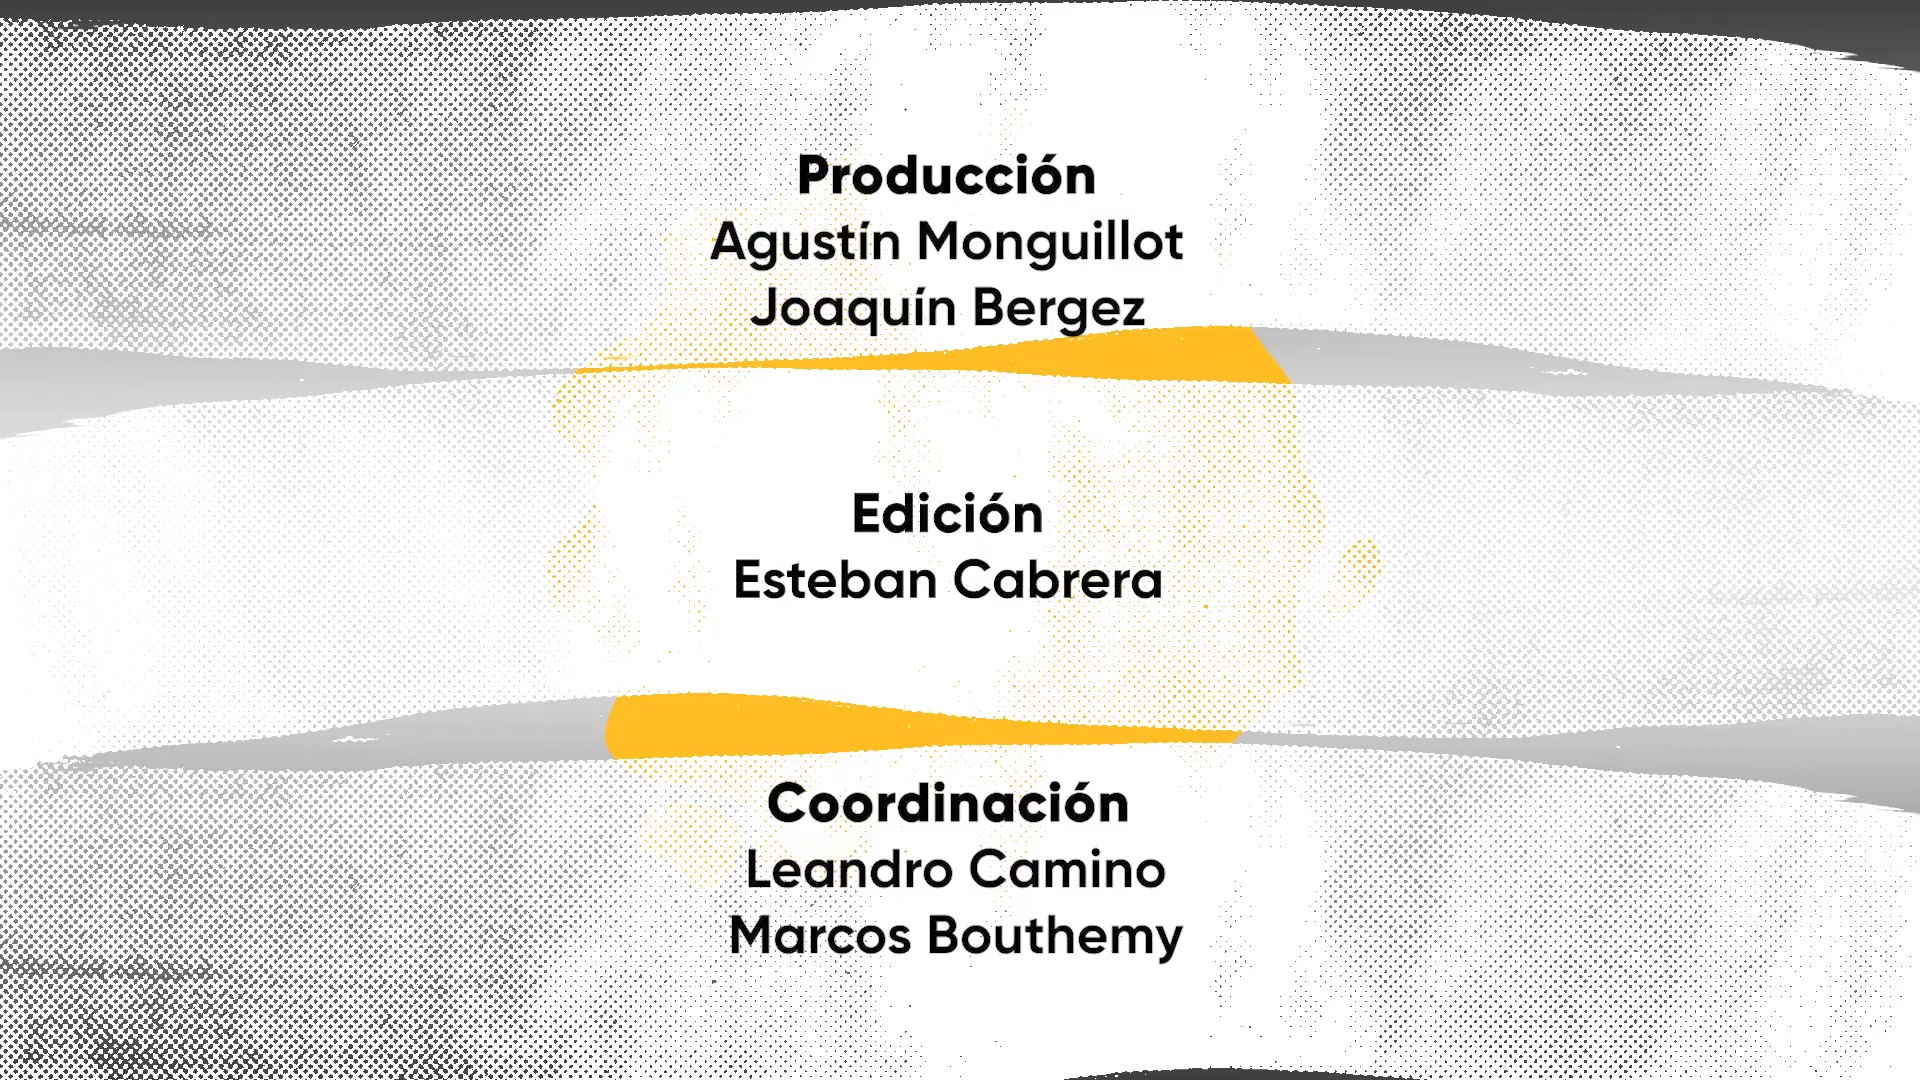 Producción
Agustín Monguillot
Joaquín Bergez
Edición
Esteban Cabrera
Coordinación
Leandro Camino
Marcos Bouthemy